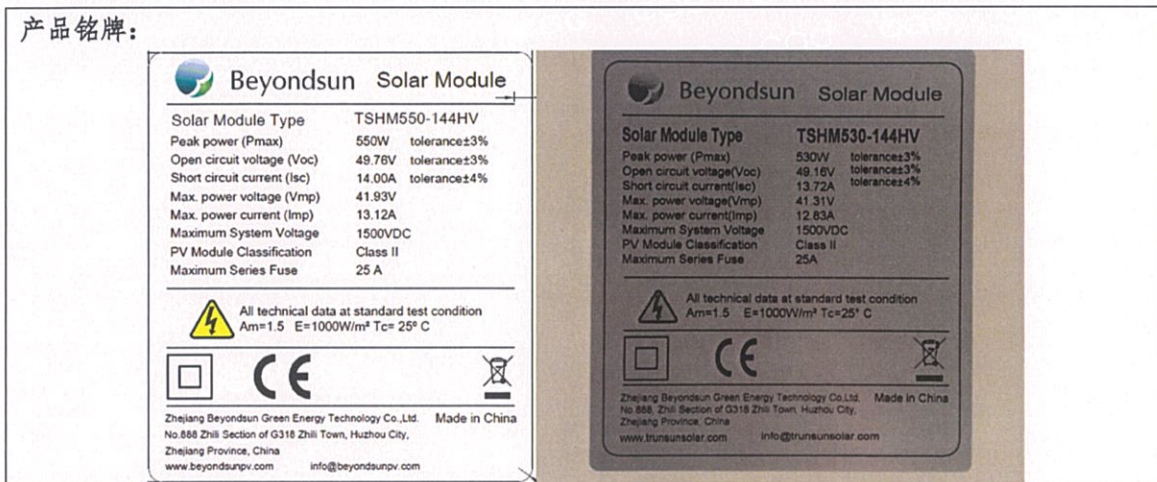 产品铭牌：
Beyondsun Solar Module
Solar Module Type TSHM550-144HV
Peak power (Pmax) 550W tolerance±3%
Open circuit voltage (Voc) 49.76V tolerance±3%
Short circuit current (Isc) 14.00A tolerance±4%
Max. power voltage (Vmp) 41.93V
Max. power current (Imp) 13.12A
Maximum System Voltage 1500VDC
PV Module Classification Class II
Maximum Series Fuse 25 A
All technical data at standard test condition
Am=1.5 E=1000W/m² Tc= 25° C
CE
Zhejiang Beyondsun Green Energy Technology Co.,Ltd. Made in China
No.888 Zhili Section of G318 Zhili Town, Huzhou City,
Zhejiang Province, China
www.beyondsunpv.com info@beyondsunpv.com
Beyondsun Solar Module
Solar Module Type TSHM530-144HV
Peak power (Pmax) 530W tolerance±3%
Open circuit voltage(Voc) 49.16V tolerance±3%
Short circuit current(Isc) 13.72A tolerance±4%
Max. power voltage(Vmp) 41.31V
Max. power current(Imp) 12.83A
Maximum System Voltage 1500VDC
PV Module Classification Class II
Maximum Series Fuse 25A
All technical data at standard test condition
Am=1.5 E=1000W/m² Tc=25° C
CE
Zhejiang Beyondsun Green Energy Technology Co.,Ltd. Made in China
No.888, Zhili Section of G318 Zhili Town, Huzhou City,
Zhejiang Province, China
www.trunsunsolar.com info@trunsunsolar.com